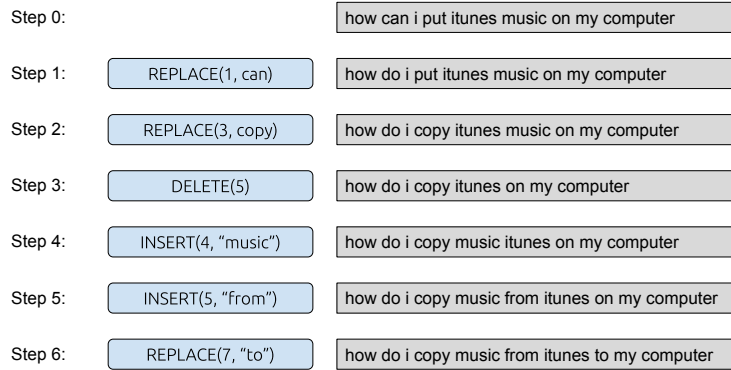 Step 0: how can i put itunes music on my computer
Step 1: REPLACE(1, can) how do i put itunes music on my computer
Step 2: REPLACE(3, copy) how do i copy itunes music on my computer
Step 3: DELETE(5) how do i copy itunes on my computer
Step 4: INSERT(4, “music”) how do i copy music itunes on my computer
Step 5: INSERT(5, “from”) how do i copy music from itunes on my computer
Step 6: REPLACE(7, “to”) how do i copy music from itunes to my computer